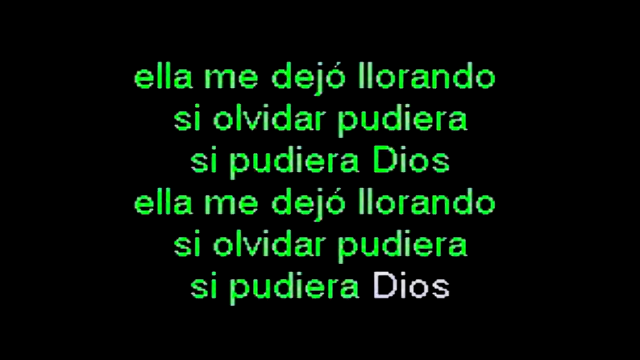 ella me dejó llorando
si olvidar pudiera
si pudiera Dios
ella me dejó llorando
si olvidar pudiera
si pudiera Dios